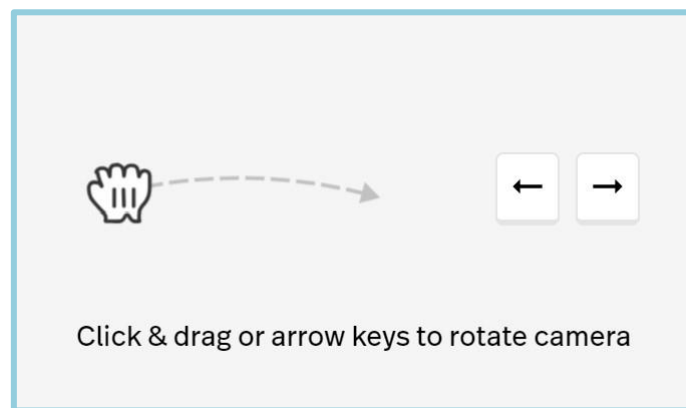 ← →
Click & drag or arrow keys to rotate camera